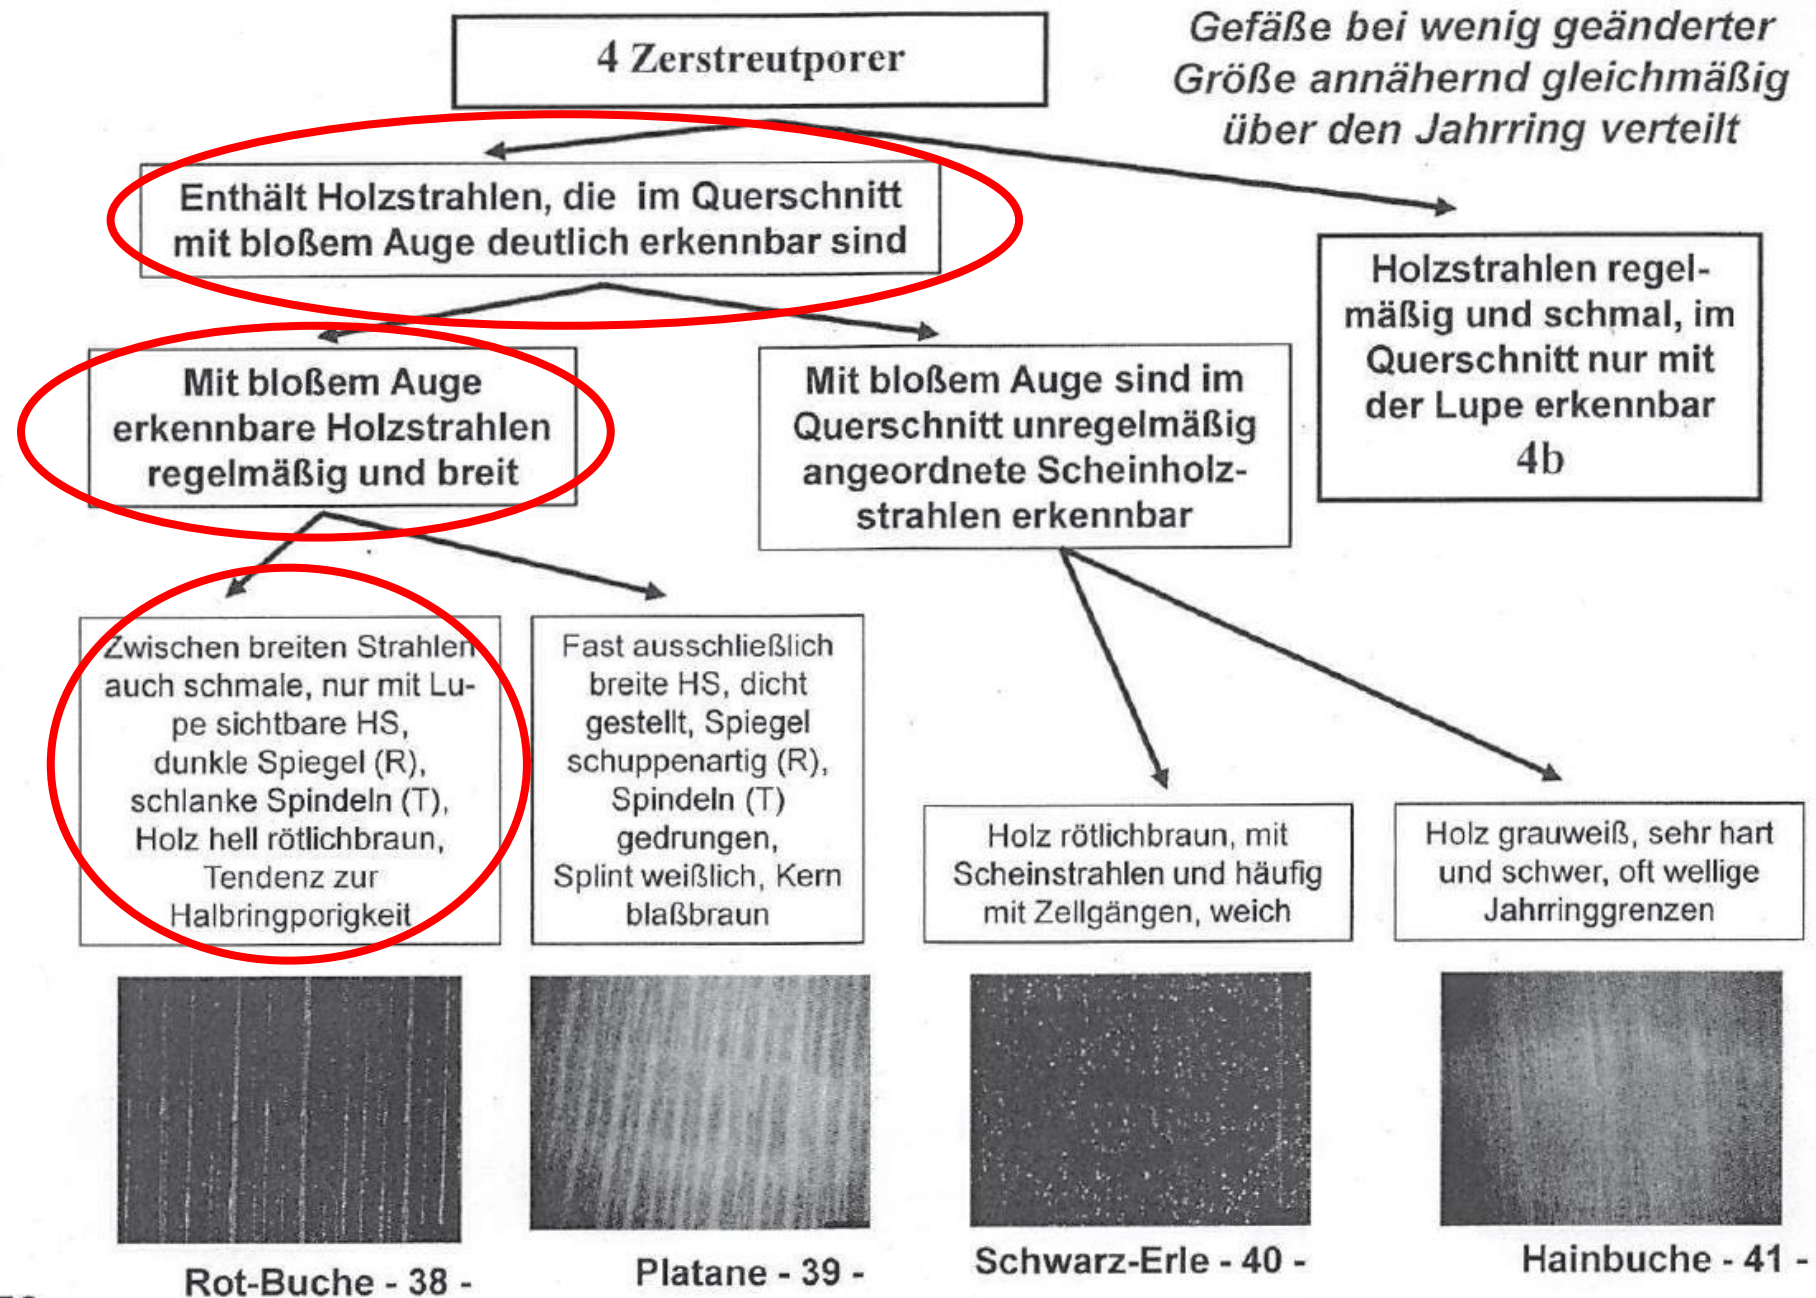 4 Zerstreutporer
Gefäße bei wenig geänderter
Größe annähernd gleichmäßig
über den Jahrring verteilt
Enthält Holzstrahlen, die im Querschnitt
mit bloßem Auge deutlich erkennbar sind
Holzstrahlen regel-
mäßig und schmal, im
Querschnitt nur mit
der Lupe erkennbar
4b
Mit bloßem Auge
erkennbare Holzstrahlen
regelmäßig und breit
Mit bloßem Auge sind im
Querschnitt unregelmäßig
angeordnete Scheinholz-
strahlen erkennbar
Zwischen breiten Strahlen
auch schmale, nur mit Lu-
pe sichtbare HS,
dunkle Spiegel (R),
schlanke Spindeln (T),
Holz hell rötlichbraun,
Tendenz zur
Halbringporigkeit
Fast ausschließlich
breite HS, dicht
gestellt, Spiegel
schuppenartig (R),
Spindeln (T)
gedrungen,
Splint weißlich, Kern
blaßbraun
Holz rötlichbraun, mit
Scheinstrahlen und häufig
mit Zellgängen, weich
Holz grauweiß, sehr hart
und schwer, oft wellige
Jahrringgrenzen
Rot-Buche - 38 -
Platane - 39 -
Schwarz-Erle - 40 -
Hainbuche - 41 -